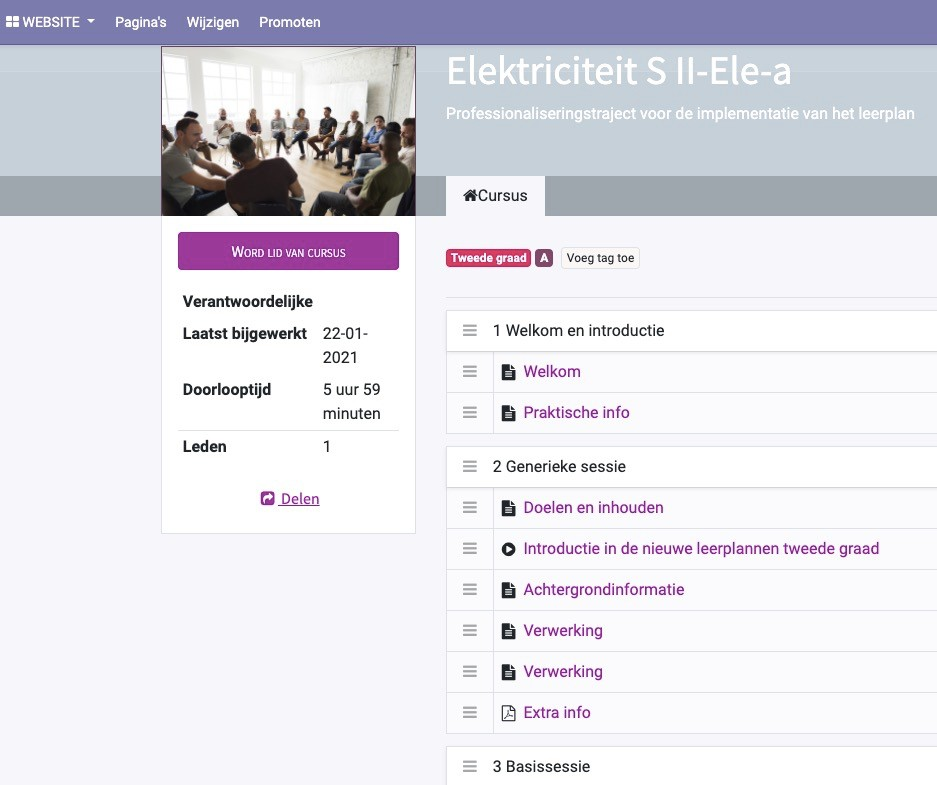 WEBSITE Pagina's Wijzigen Promoten
Elektriciteit S II-Ele-a
Professionaliseringstraject voor de implementatie van het leerplan
Cursus
Word lid van cursus
Verantwoordelijke
Laatst bijgewerkt 22-01-
2021
Doorlooptijd 5 uur 59
minuten
Leden 1
Delen
Tweede graad A Voeg tag toe
1 Welkom en introductie
Welkom
Praktische info
2 Generieke sessie
Doelen en inhouden
Introductie in de nieuwe leerplannen tweede graad
Achtergrondinformatie
Verwerking
Verwerking
Extra info
3 Basissessie